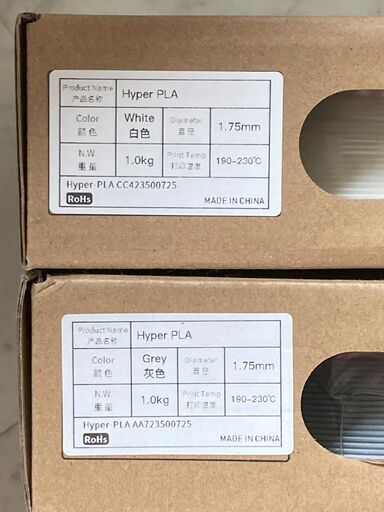 Product Name Hyper PLA
产品名称
Color White Diameter 1.75mm
颜色 白色 直径
N.W. 1.0kg Print Temp 190-230℃
重量 打印温度
Hyper-PLA CC423500725
RoHs MADE IN CHINA
Product Name Hyper PLA
产品名称
Color Grey Diameter 1.75mm
颜色 灰色 直径
N.W. 1.0kg Print Temp 190-230℃
重量 打印温度
Hyper-PLA AA723500725
RoHs MADE IN CHINA